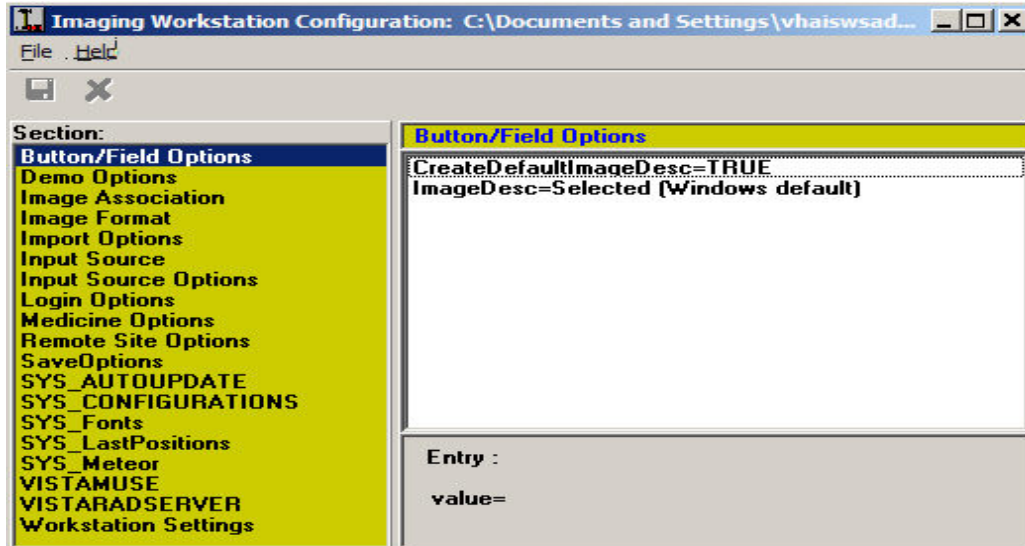 Imaging Workstation Configuration: C:\Documents and Settings\vhaiswsad...
File Help
Section:
Button/Field Options
Demo Options
Image Association
Image Format
Import Options
Input Source
Input Source Options
Login Options
Medicine Options
Remote Site Options
SaveOptions
SYS_AUTOUPDATE
SYS_CONFIGURATIONS
SYS_Fonts
SYS_LastPositions
SYS_Meteor
VISTAMUSE
VISTARADSERVER
Workstation Settings
Button/Field Options
CreateDefaultImageDesc=TRUE
ImageDesc=Selected (Windows default)
Entry :
value=